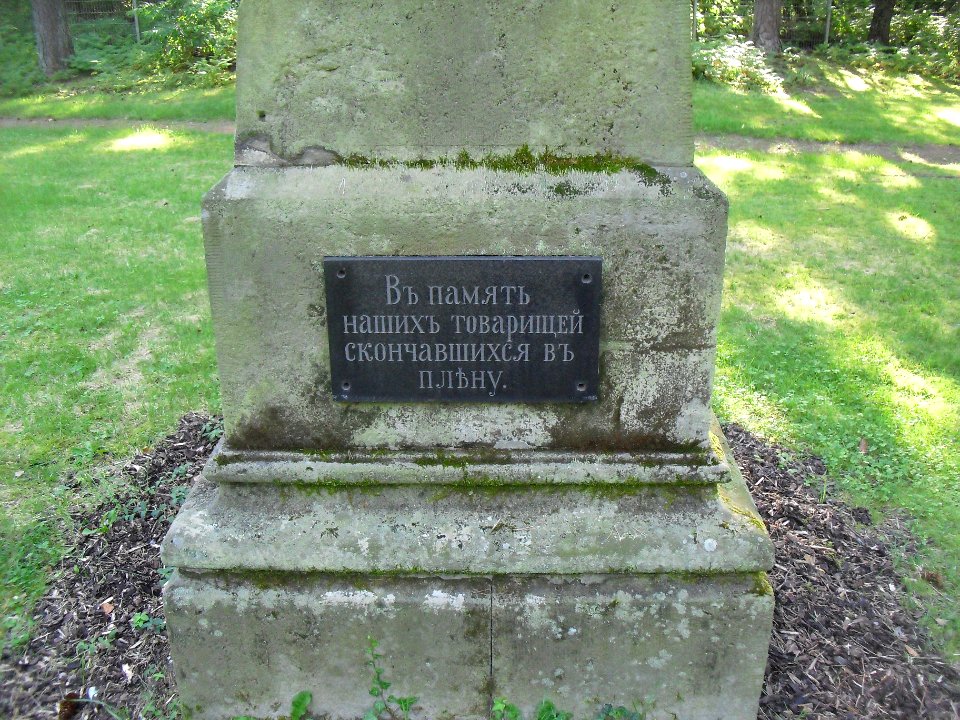 Въ память
нашихъ товарищей
скончавшихся въ
плѣну.